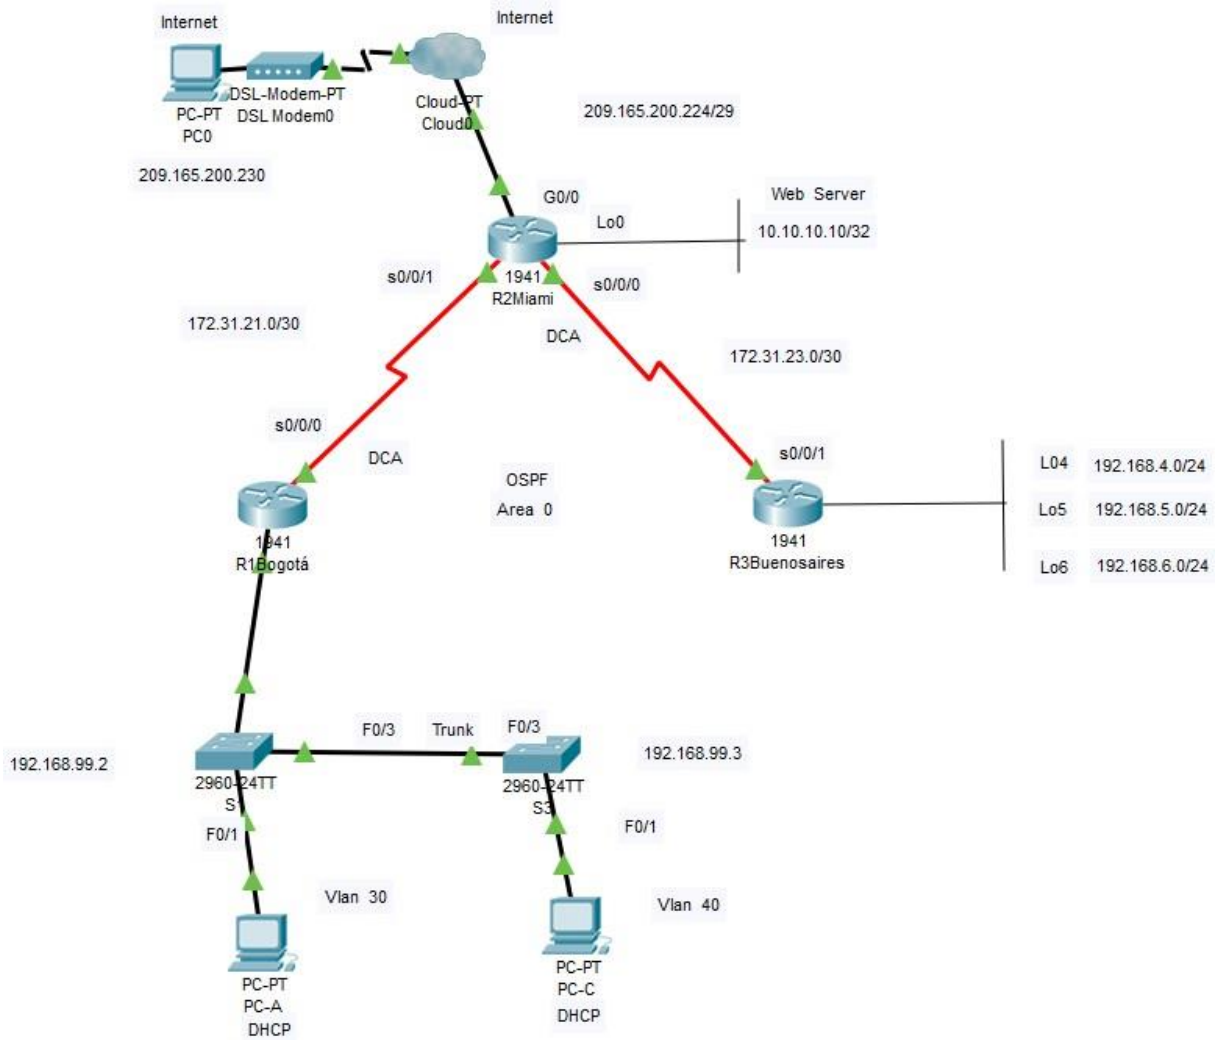 Internet
Internet
DSL-Modem-PT
DSL Modem0
PC-PT
PC0
Cloud-PT
Cloud0
209.165.200.224/29
209.165.200.230
G0/0
Lo0
Web Server
10.10.10.10/32
1941
R2Miami
s0/0/1
s0/0/0
172.31.21.0/30
DCA
172.31.23.0/30
s0/0/0
DCA
OSPF
Area 0
s0/0/1
1941
R1Bogotá
1941
R3Buenosaires
L04
192.168.4.0/24
Lo5
192.168.5.0/24
Lo6
192.168.6.0/24
F0/3
Trunk
F0/3
192.168.99.2
192.168.99.3
2960-24TT
S1
2960-24TT
S3
F0/1
F0/1
Vlan 30
Vlan 40
PC-PT
PC-A
DHCP
PC-PT
PC-C
DHCP